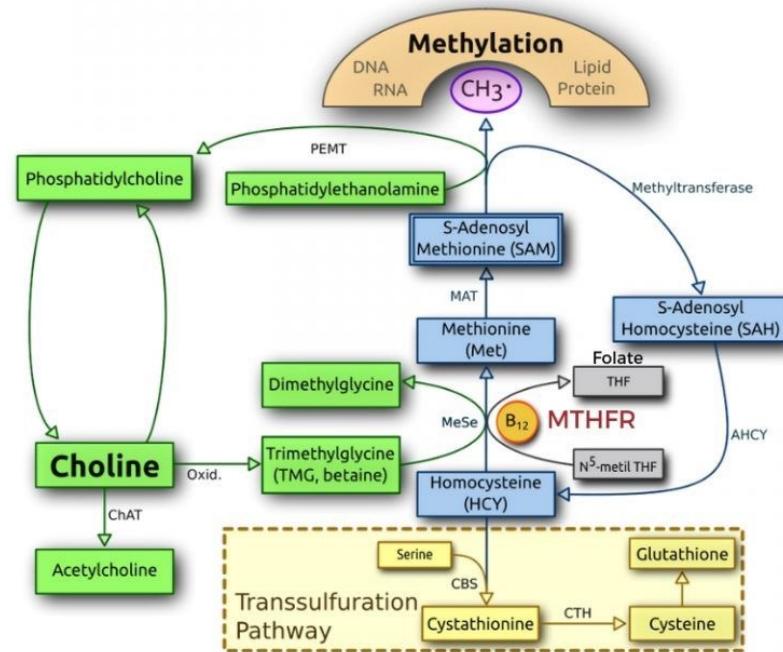 Methylation
DNA
RNA
Lipid
Protein
CH3•
PEMT
Phosphatidylcholine
Phosphatidylethanolamine
Methyltransferase
S-Adenosyl
Methionine (SAM)
MAT
S-Adenosyl
Homocysteine (SAH)
Methionine
(Met)
Folate
THF
Dimethylglycine
MeSe
B12
MTHFR
AHCY
Choline
Oxid.
Trimethylglycine
(TMG, betaine)
N5-metil THF
Homocysteine
(HCY)
ChAT
Acetylcholine
Serine
Glutathione
CBS
Transsulfuration
Pathway
Cystathionine
CTH
Cysteine